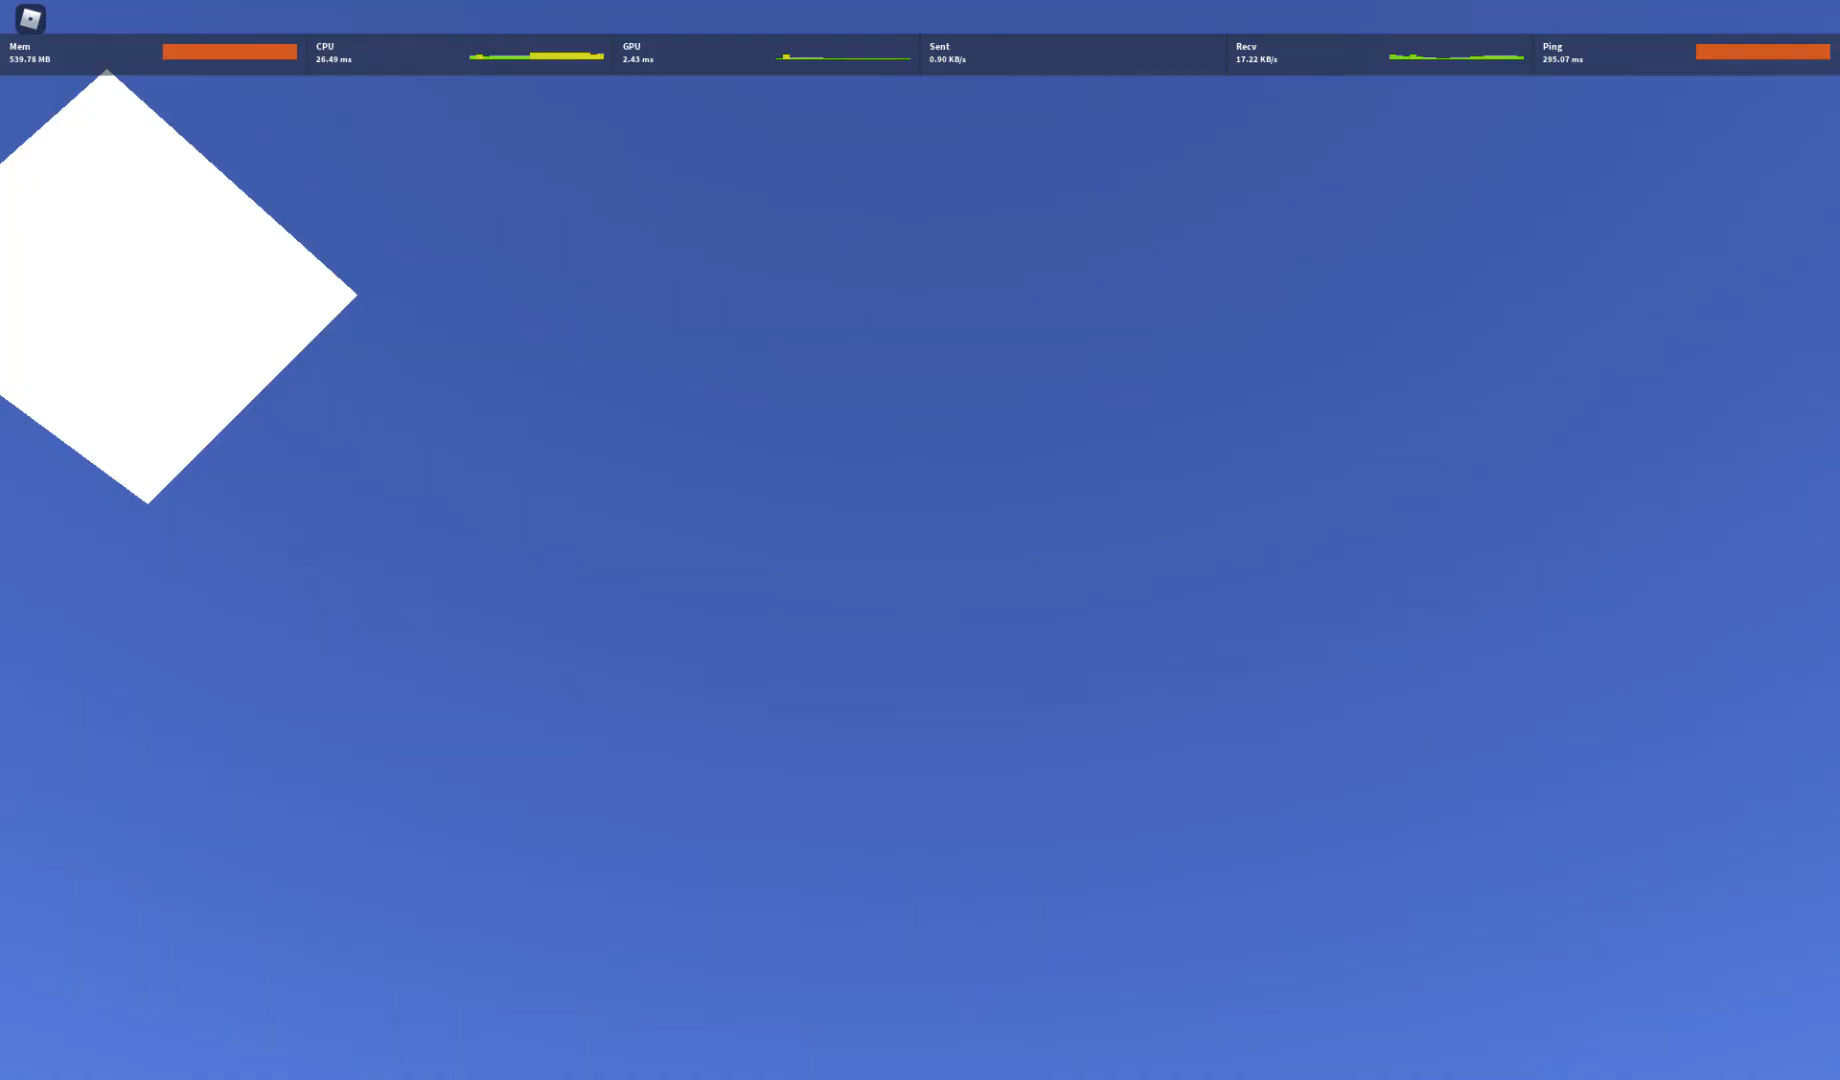 Mem
539.78 MB
CPU
26.49 ms
GPU
2.43 ms
Sent
0.90 KB/s
Recv
17.22 KB/s
Ping
295.07 ms